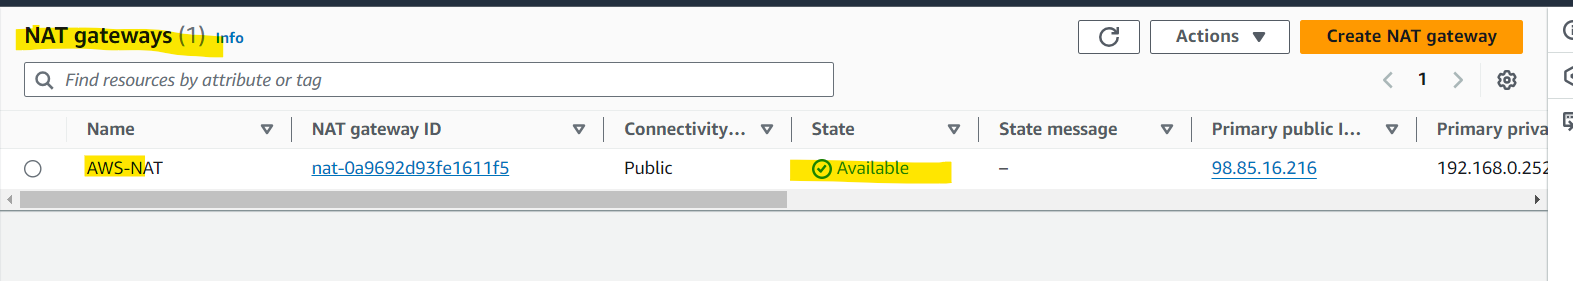 NAT gateways (1) Info
Actions
Create NAT gateway
Find resources by attribute or tag
1
Name NAT gateway ID Connectivity... State State message Primary public I... Primary priva
AWS-NAT nat-0a9692d93fe1611f5 Public Available – 98.85.16.216 192.168.0.252